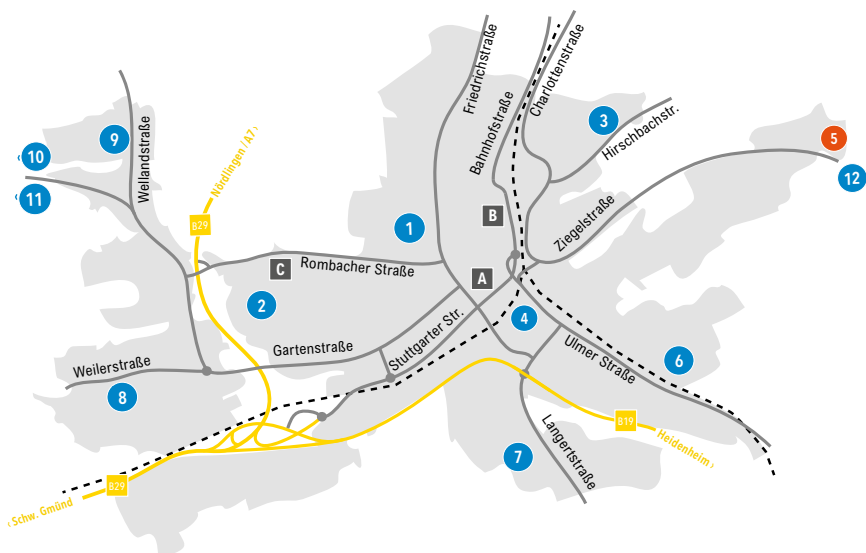 Friedrichstraße
Bahnhofstraße
Charlottenstraße
3
Hirschbachstr.
5
9
10
Wellandstraße
11
12
Nördlingen /A7›
B29
1
B
Ziegelstraße
C
Rombacher Straße
A
2
4
Stuttgarter Str.
Gartenstraße
Ulmer Straße
6
Weilerstraße
8
B19
Heidenheim›
7
Langertstraße
B29
‹ Schw. Gmünd